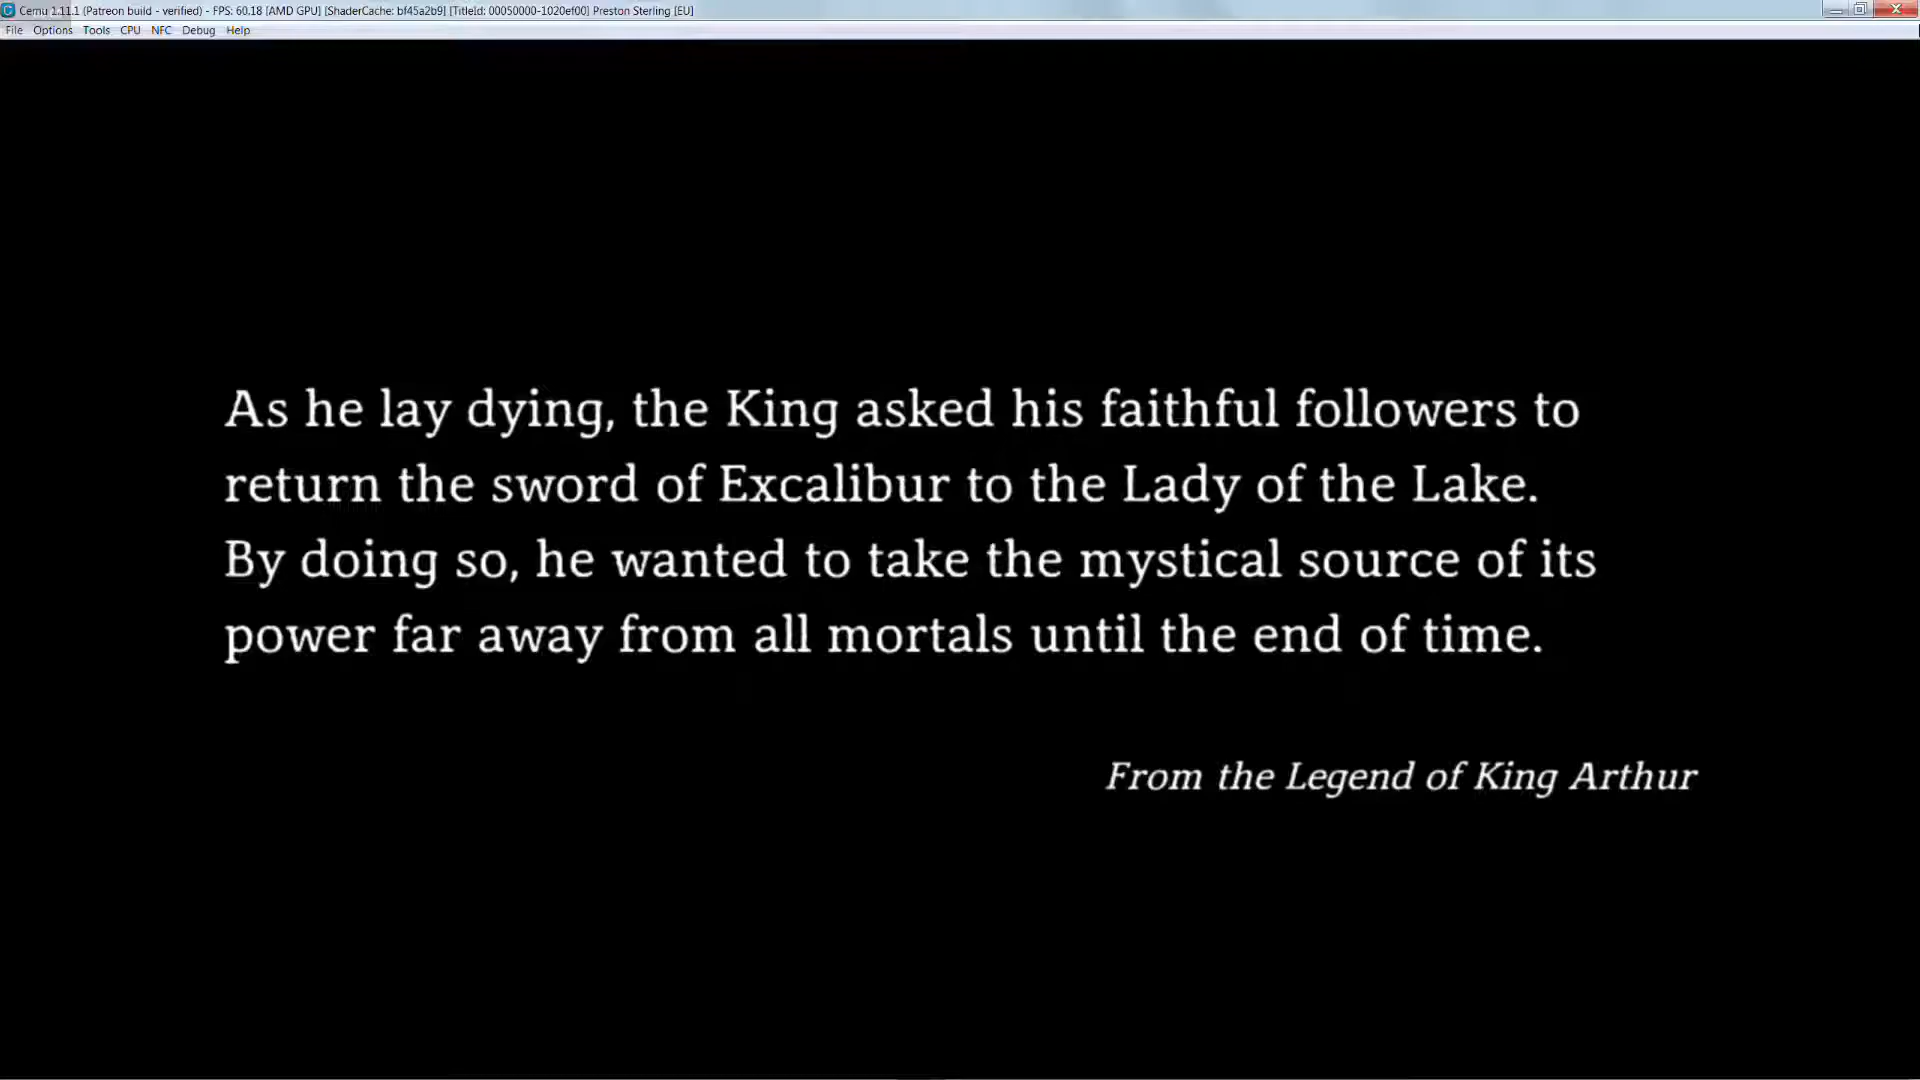 Cemu 1.11.1 (Patreon build - verified) - FPS: 60.18 [AMD GPU] [ShaderCache: bf45a2b9] [TitleId: 00050000-1020ef00] Preston Sterling [EU]
File Options Tools CPU NFC Debug Help
As he lay dying, the King asked his faithful followers to
return the sword of Excalibur to the Lady of the Lake.
By doing so, he wanted to take the mystical source of its
power far away from all mortals until the end of time.
From the Legend of King Arthur